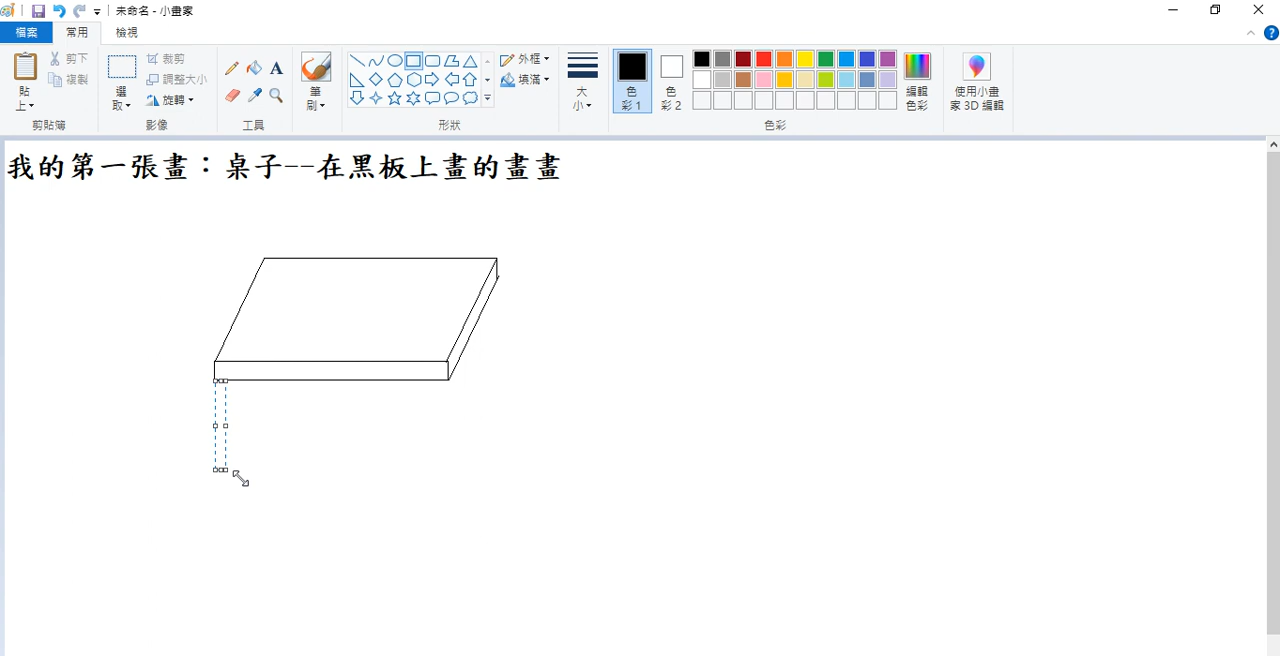 未命名 - 小畫家
檔案 常用 檢視
貼上 剪下 複製
剪貼簿
選取 裁剪 調整大小 旋轉
影像
A
工具
筆刷
外框 填滿
形狀
大小
色彩 1 色彩 2
編輯色彩
色彩
使用小畫家 3D 編輯
我的第一張畫：桌子--在黑板上畫的畫畫